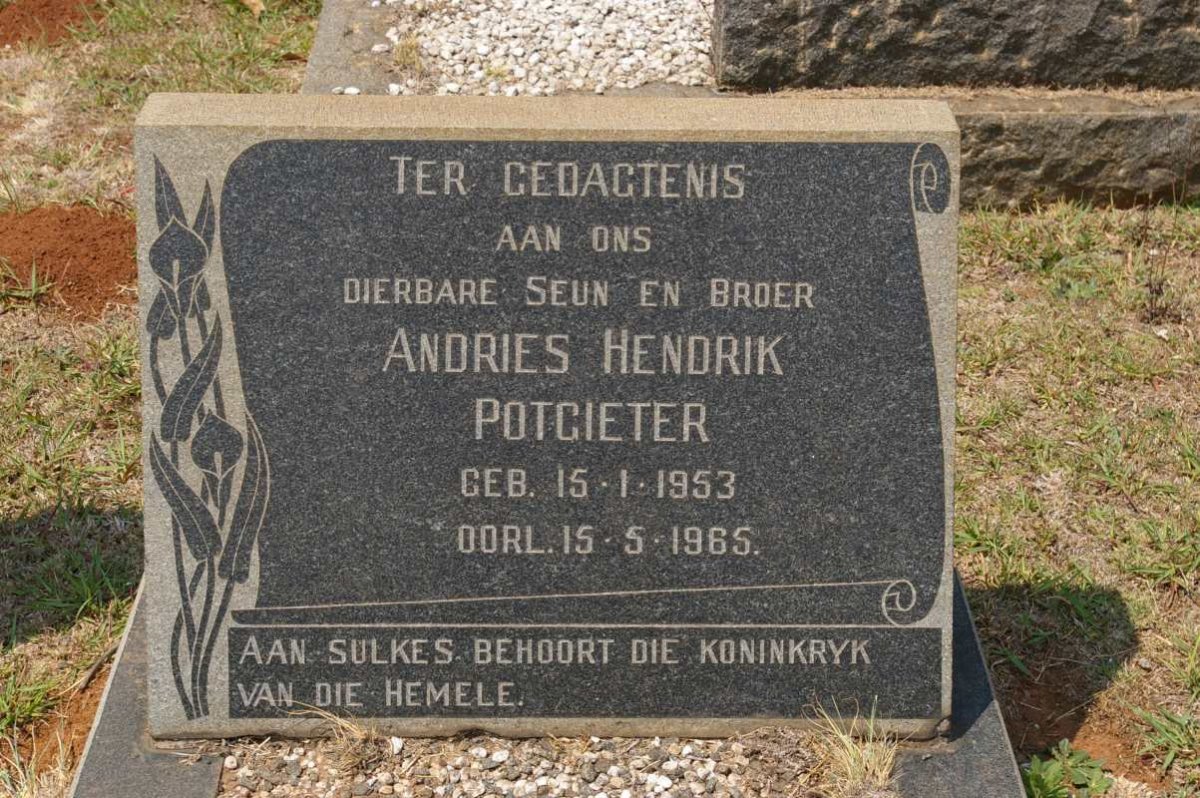 TER GEDAGTENIS
AAN ONS
DIERBARE SEUN EN BROER
ANDRIES HENDRIK
POTGIETER
GEB. 15·1·1953
OORL. 15·5·1965.
AAN SULKES BEHOORT DIE KONINKRYK
VAN DIE HEMELE.